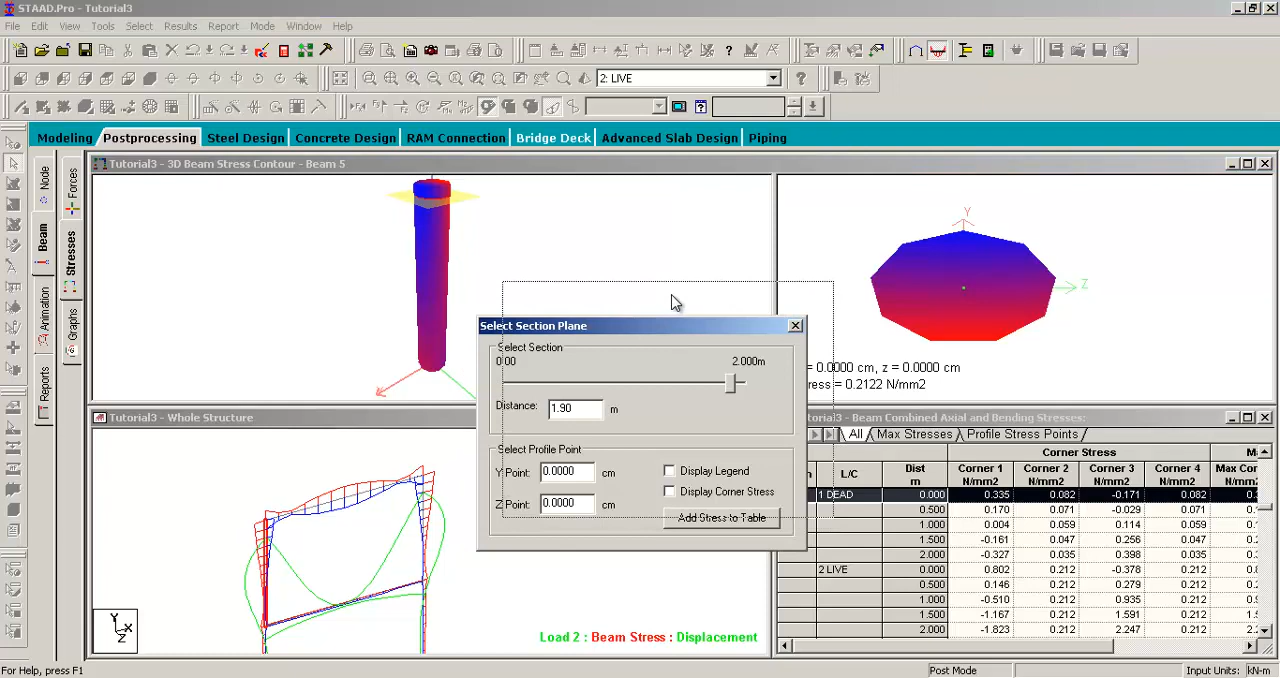 STAAD.Pro - Tutorial3
File Edit View Tools Select Results Report Mode Window Help
2: LIVE
Modeling Postprocessing Steel Design Concrete Design RAM Connection Bridge Deck Advanced Slab Design Piping
Node
Beam
Animation
Reports
Forces
Stresses
Graphs
Tutorial3 - 3D Beam Stress Contour - Beam 5
Y
Z
= 0.0000 cm, z = 0.0000 cm
ress = 0.2122 N/mm2
Select Section Plane
Select Section
0.00 2.000m
Distance: 1.90 m
Select Profile Point
Y Point: 0.0000 cm
Z Point: 0.0000 cm
Display Legend
Display Corner Stress
Add Stress to Table
Tutorial3 - Whole Structure
Y
X
Z
Load 2 : Beam Stress : Displacement
torial3 - Beam Combined Axial and Bending Stresses:
All Max Stresses Profile Stress Points
Corner Stress
L/C Dist m Corner 1 N/mm2 Corner 2 N/mm2 Corner 3 N/mm2 Corner 4 N/mm2 Max Cor N/mm2
1 DEAD 0.000 0.335 0.082 -0.171 0.082
0.500 0.170 0.071 -0.029 0.071
1.000 0.004 0.059 0.114 0.059
1.500 -0.161 0.047 0.256 0.047
2.000 -0.327 0.035 0.398 0.035
2 LIVE 0.000 0.802 0.212 -0.378 0.212
0.500 0.146 0.212 0.279 0.212
1.000 -0.510 0.212 0.935 0.212
1.500 -1.167 0.212 1.591 0.212
2.000 -1.823 0.212 2.247 0.212
For Help, press F1
Post Mode
Input Units: kN-m